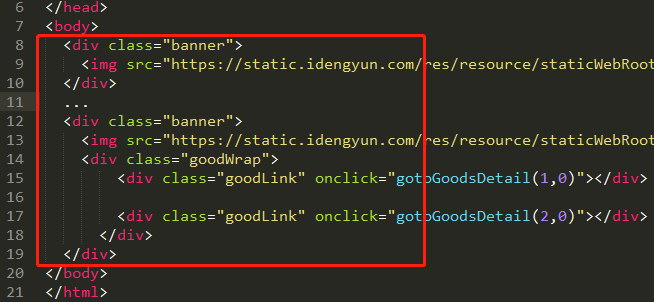 6 </head>
7 <body>
8 <div class="banner">
9 <img src="https://static.idengyun.com/res/resource/staticWebRoot
10 </div>
11 ...
12 <div class="banner">
13 <img src="https://static.idengyun.com/res/resource/staticWebRoot
14 <div class="goodWrap">
15 <div class="goodLink" onclick="gotoGoodsDetail(1,0)"></div>
16
17 <div class="goodLink" onclick="gotoGoodsDetail(2,0)"></div>
18 </div>
19 </div>
20 </body>
21 </html>